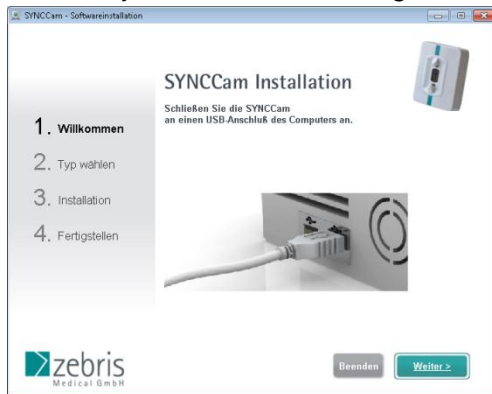 SYNCCam - Softwareinstallation
SYNCCam Installation
Schließen Sie die SYNCCam
an einen USB-Anschluß des Computers an.
1. Willkommen
2. Typ wählen
3. Installation
4. Fertigstellen
zebris
Medical GmbH
Beenden
Weiter >